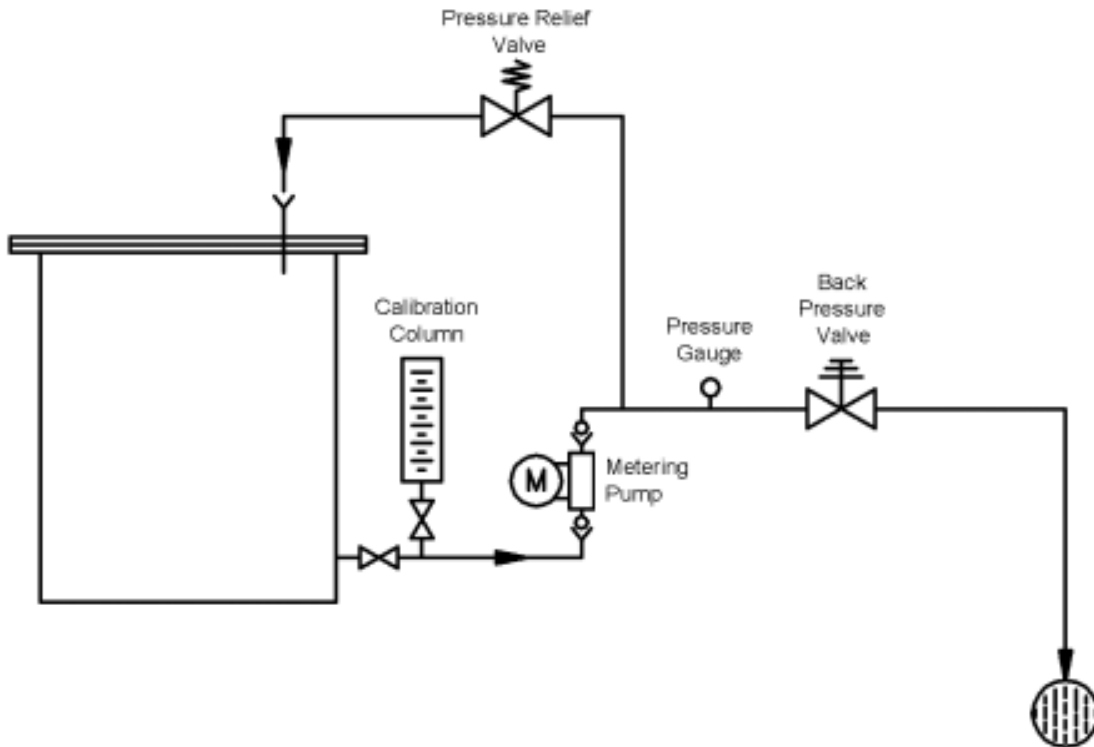 Pressure Relief
Valve
Calibration
Column
Pressure
Gauge
Back
Pressure
Valve
M
Metering
Pump